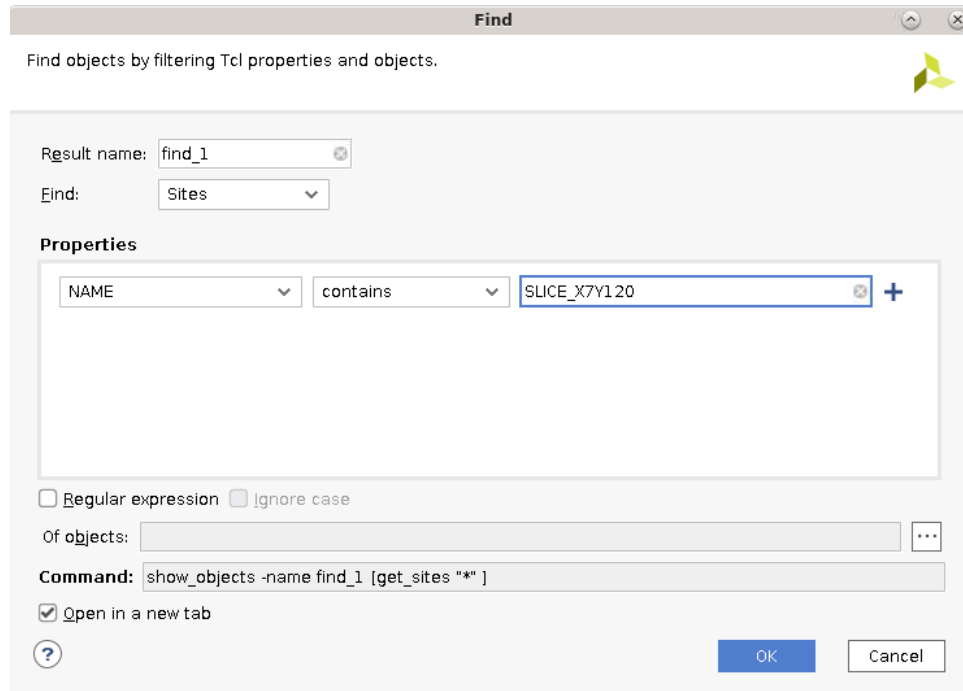 Find
Find objects by filtering Tcl properties and objects.
Result name: find_1
Find: Sites
Properties
NAME contains SLICE_X7Y120 +
Regular expression Ignore case
Of objects: ...
Command: show_objects -name find_1 [get_sites "*" ]
Open in a new tab
? OK Cancel